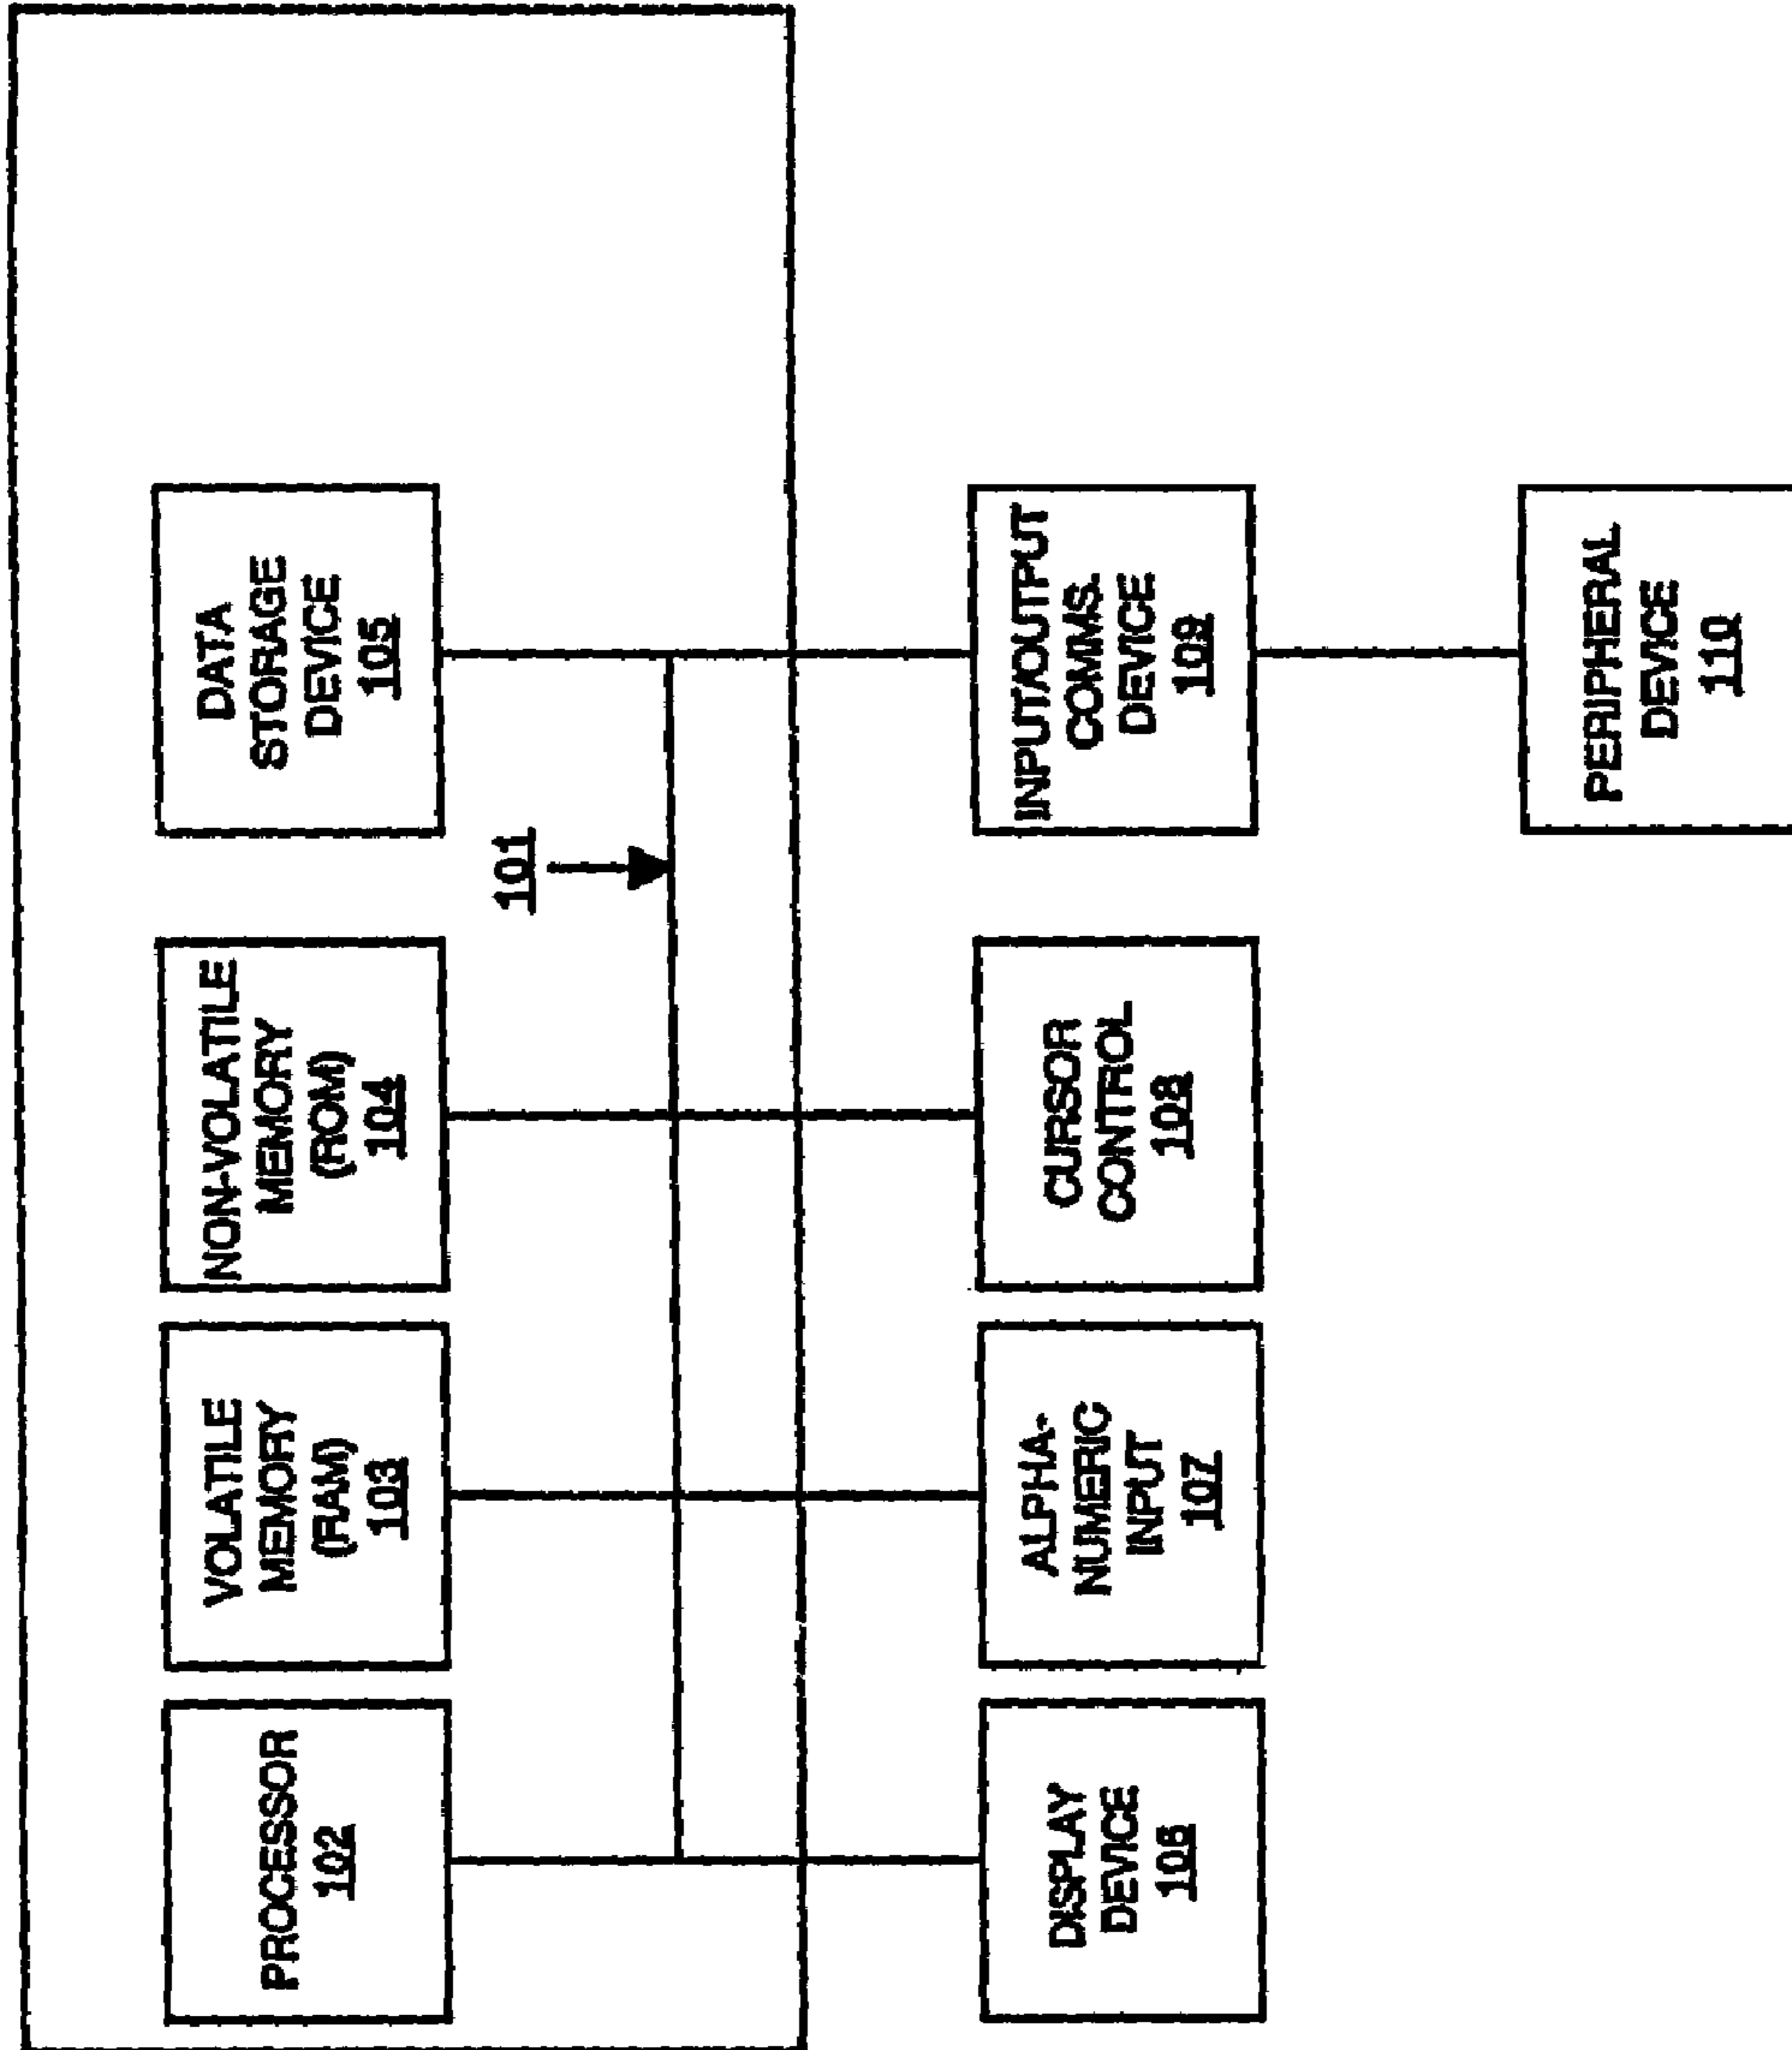 PROCESSOR
102
VOLATILE
MEMORY
(RAM)
103
NON-VOLATILE
MEMORY
(ROM)
104
DATA
STORAGE
DEVICE
105
101
DISPLAY
DEVICE
106
ALPHA-
NUMERIC
INPUT
107
CURSOR
CONTROL
108
INPUT/OUTPUT
COMMS.
DEVICE
109
PERIPHERAL
DEVICE
110